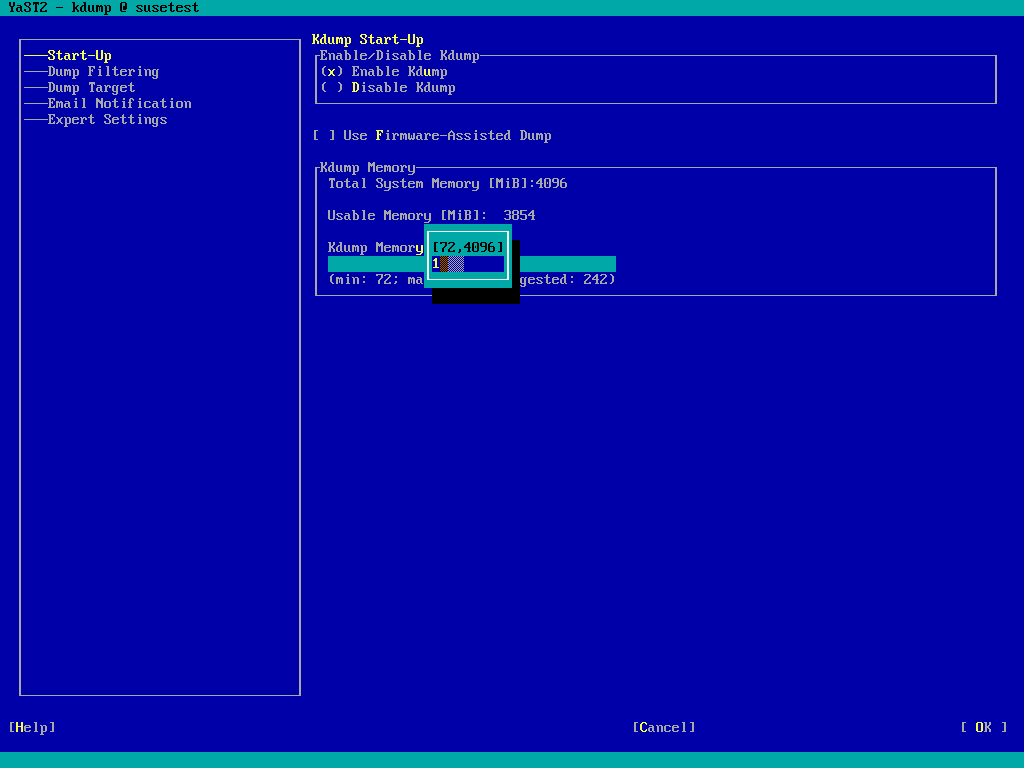 YaST2 - kdump @ susetest
Start-Up
Dump Filtering
Dump Target
Email Notification
Expert Settings
Kdump Start-Up
Enable/Disable Kdump
(x) Enable Kdump
( ) Disable Kdump
[ ] Use Firmware-Assisted Dump
Kdump Memory
Total System Memory [MiB]:4096
Usable Memory [MiB]:  3854
Kdump Memory
[72,4096]
1
(min: 72; ma
gested: 242)
[Help]
[Cancel]
[ OK ]